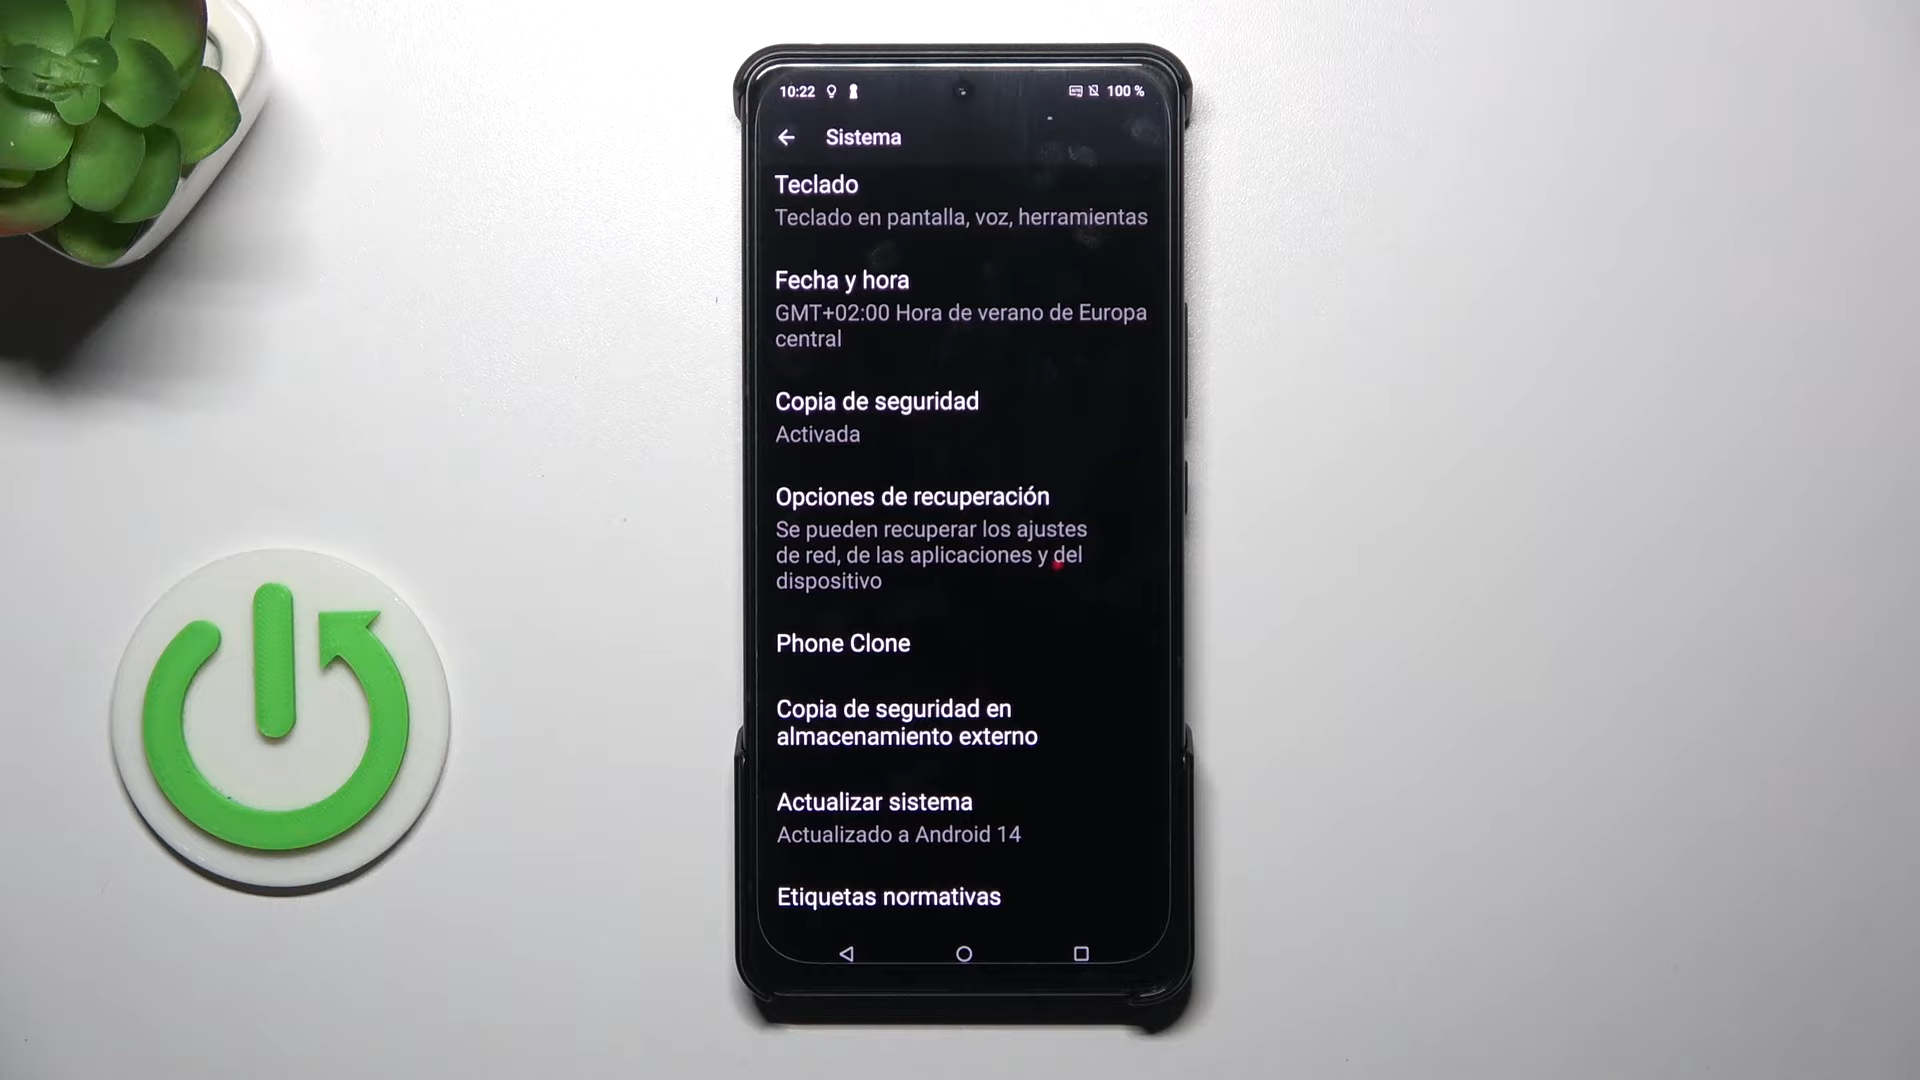 10:22
100 %
Sistema
Teclado
Teclado en pantalla, voz, herramientas
Fecha y hora
GMT+02:00 Hora de verano de Europa
central
Copia de seguridad
Activada
Opciones de recuperación
Se pueden recuperar los ajustes
de red, de las aplicaciones y del
dispositivo
Phone Clone
Copia de seguridad en
almacenamiento externo
Actualizar sistema
Actualizado a Android 14
Etiquetas normativas